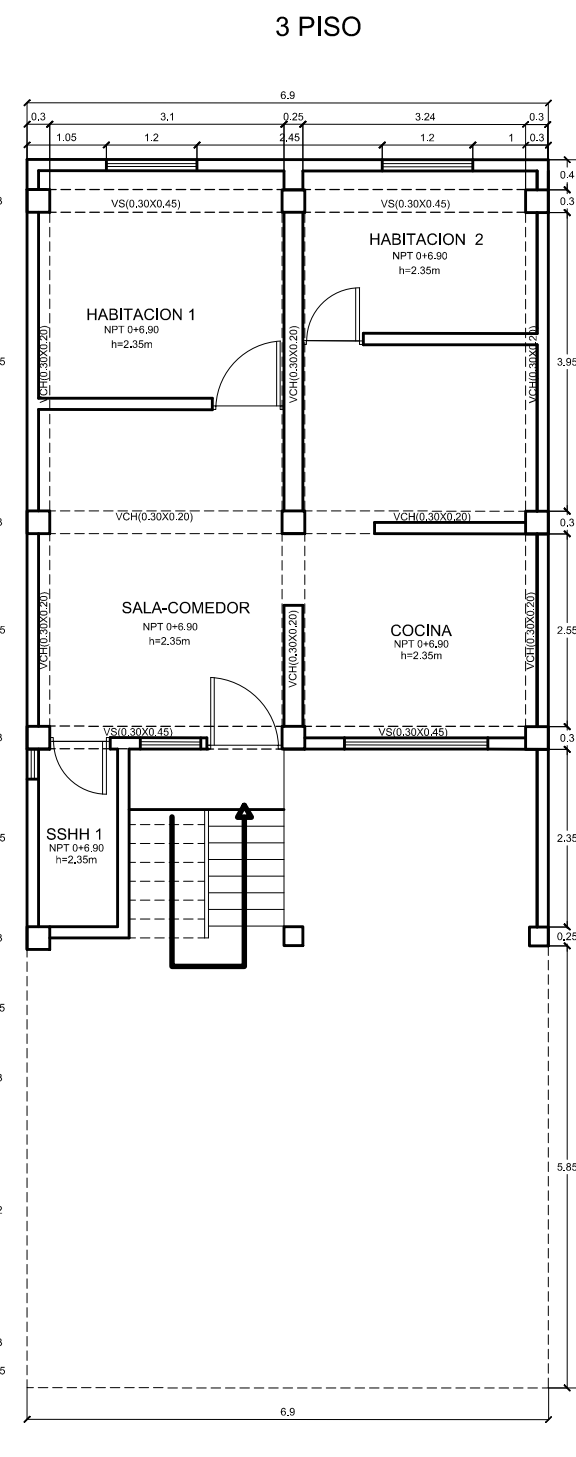 3 PISO
6.9
0.3 3.1 0.25 3.24 0.3
1.05 1.2 2.45 1.2 1 0.3
0.4
VS(0,30X0,45) VS(0.30X0.45) 0.3
HABITACION 2
NPT 0+6.90
h=2.35m
HABITACION 1
NPT 0+6,90
h=2.35m
VCH(0.30X0.20) VCH(0.30X0.20) VCH(0.30X0.20)
3.95
VCH(0.30X0.20) VCH(0.30X0.20) 0.3
SALA-COMEDOR
NPT 0+6.90
h=2.35m
COCINA
NPT 0+6.90
h=2.35m
VCH(0.30X0.20) VCH(0.30X0.20) VCH(0.30X0.20)
2.55
VS(0.30X0.45) VS(0.30X0.45) 0.3
SSHH 1
NPT 0+6.90
h=2.35m
2.35
0.25
5.85
6.9